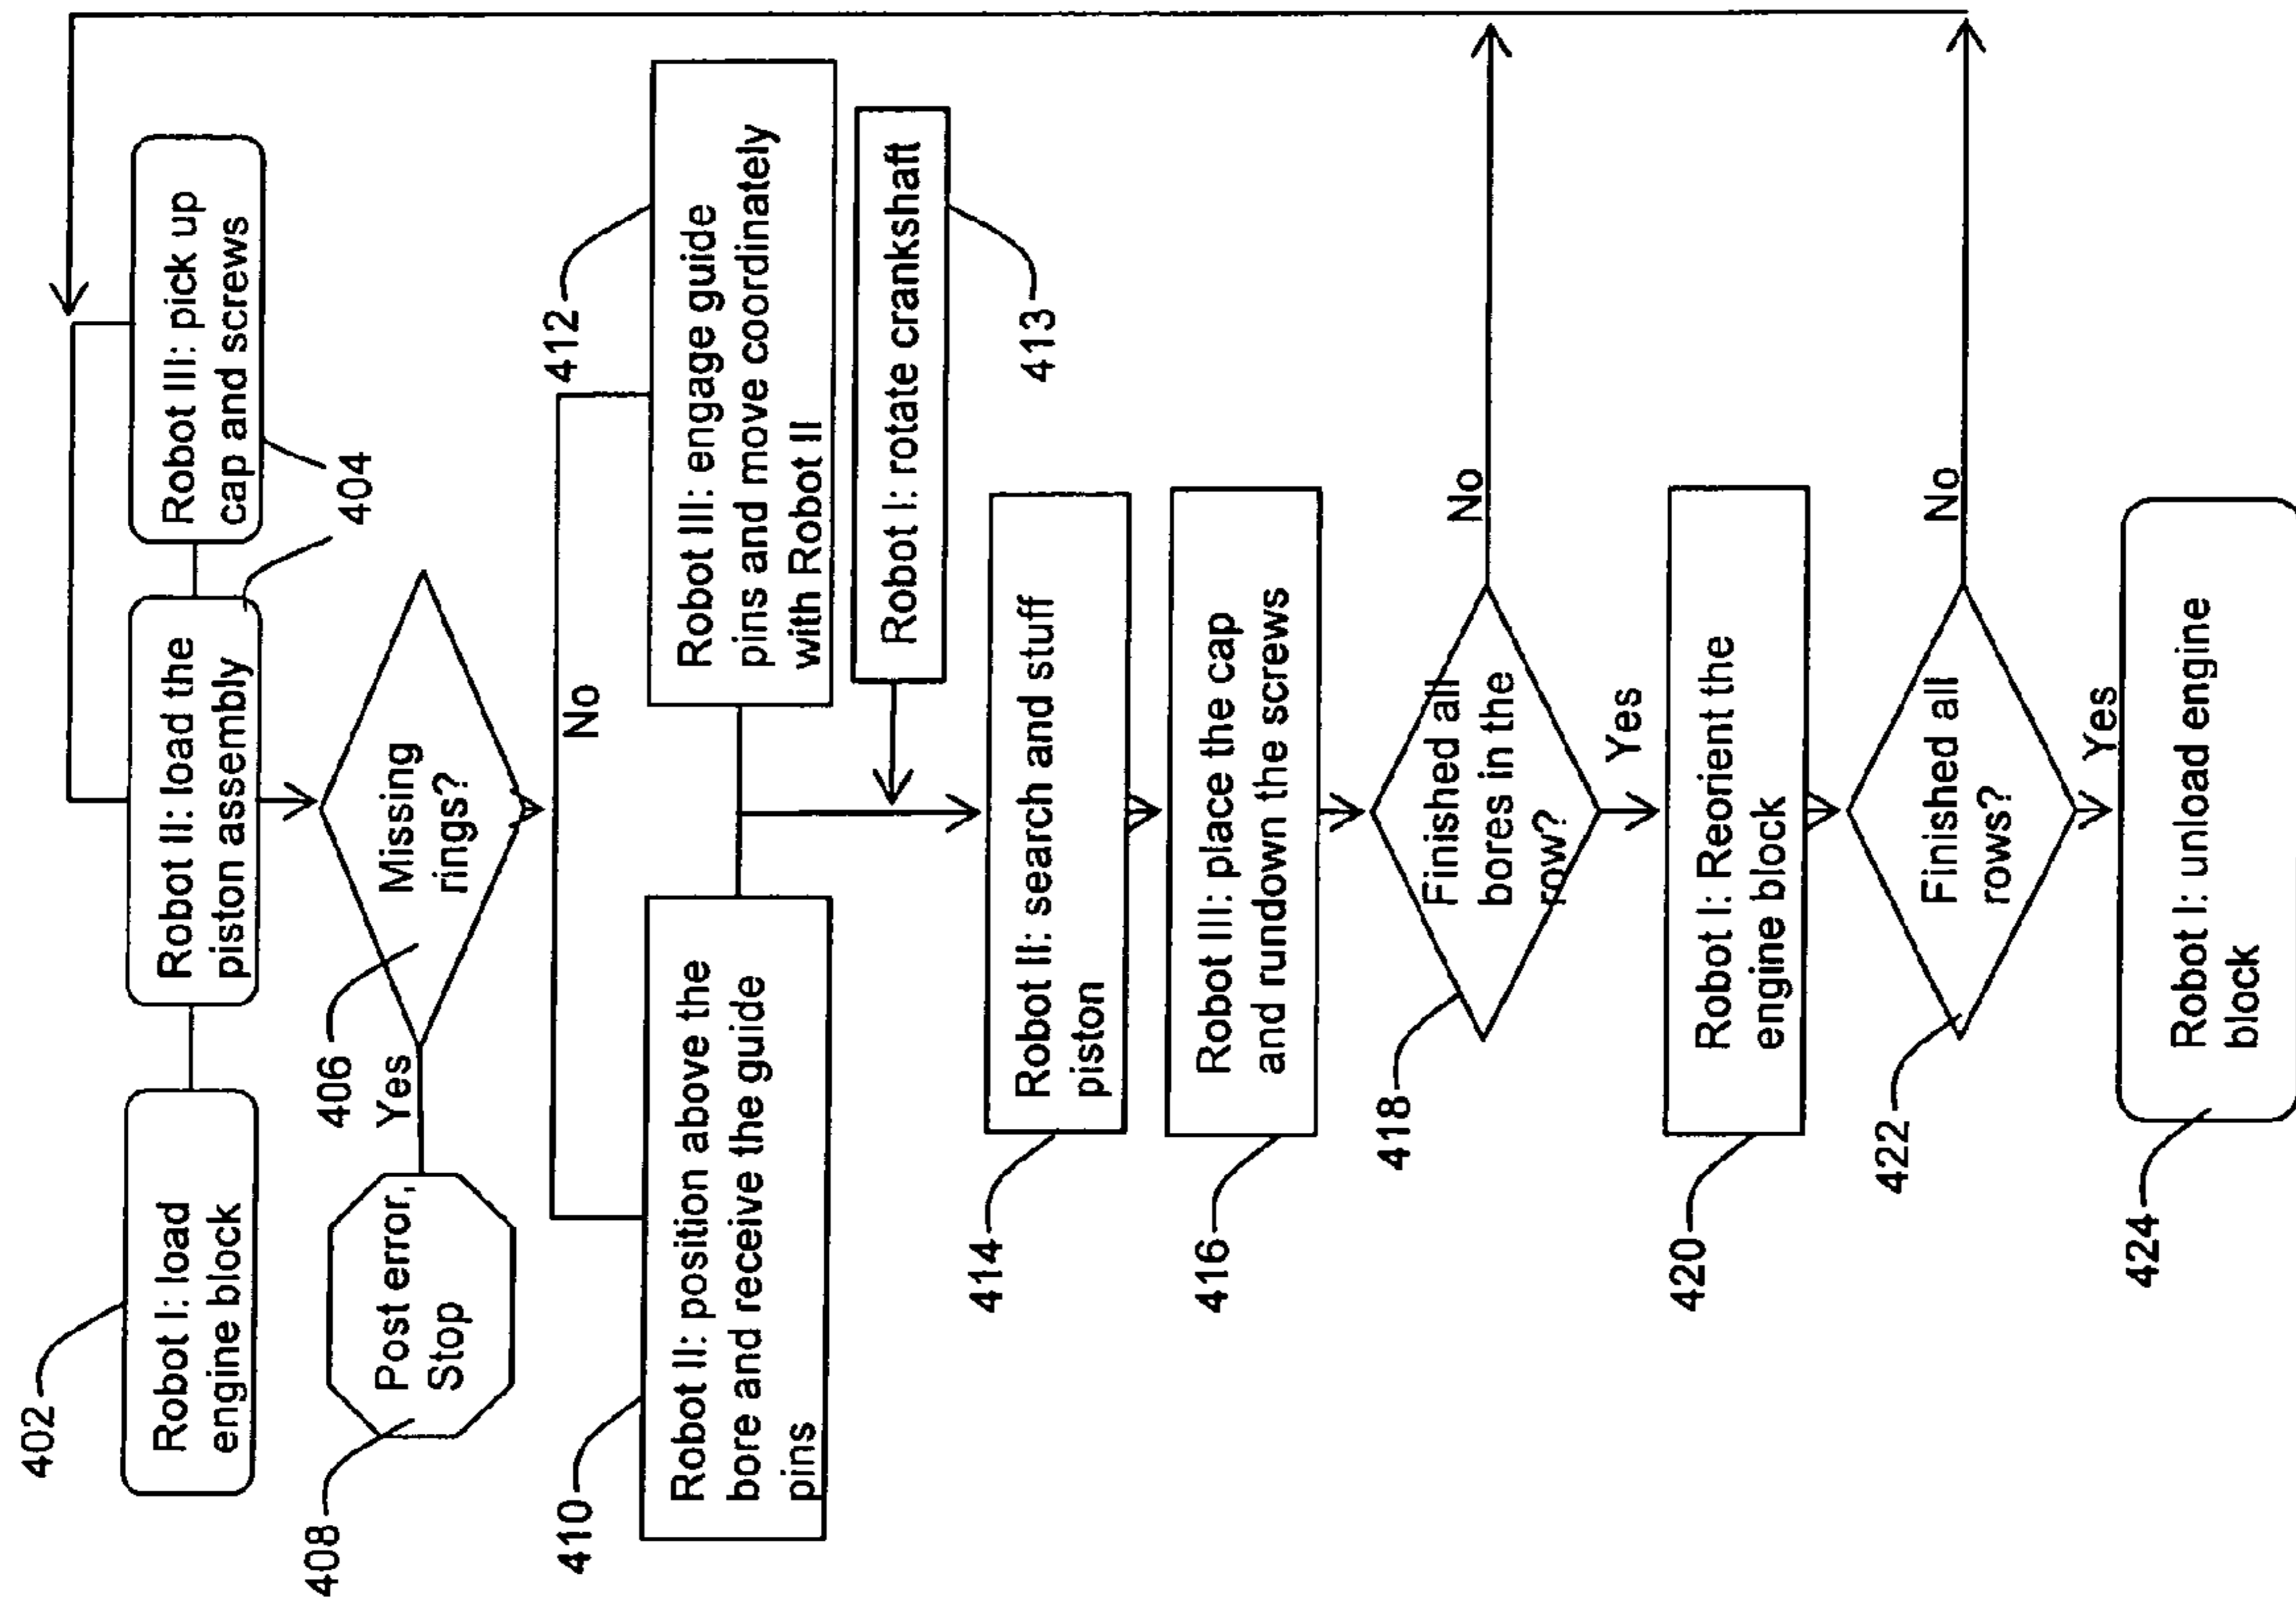 402
Robot I: load
engine block
Robot II: load the
piston assembly
Robot III: pick up
cap and screws
404
406
Missing
rings?
Yes
408
Post error,
Stop
No
410
Robot II: position above the
bore and receive the guide
pins
412
Robot III: engage guide
pins and move coordinately
with Robot II
Robot I: rotate crankshaft
413
414
Robot II: search and stuff
piston
416
Robot III: place the cap
and rundown the screws
418
Finished all
bores in the
row?
No
Yes
420
Robot I: Reorient the
engine block
422
Finished all
rows?
No
Yes
424
Robot I: unload engine
block